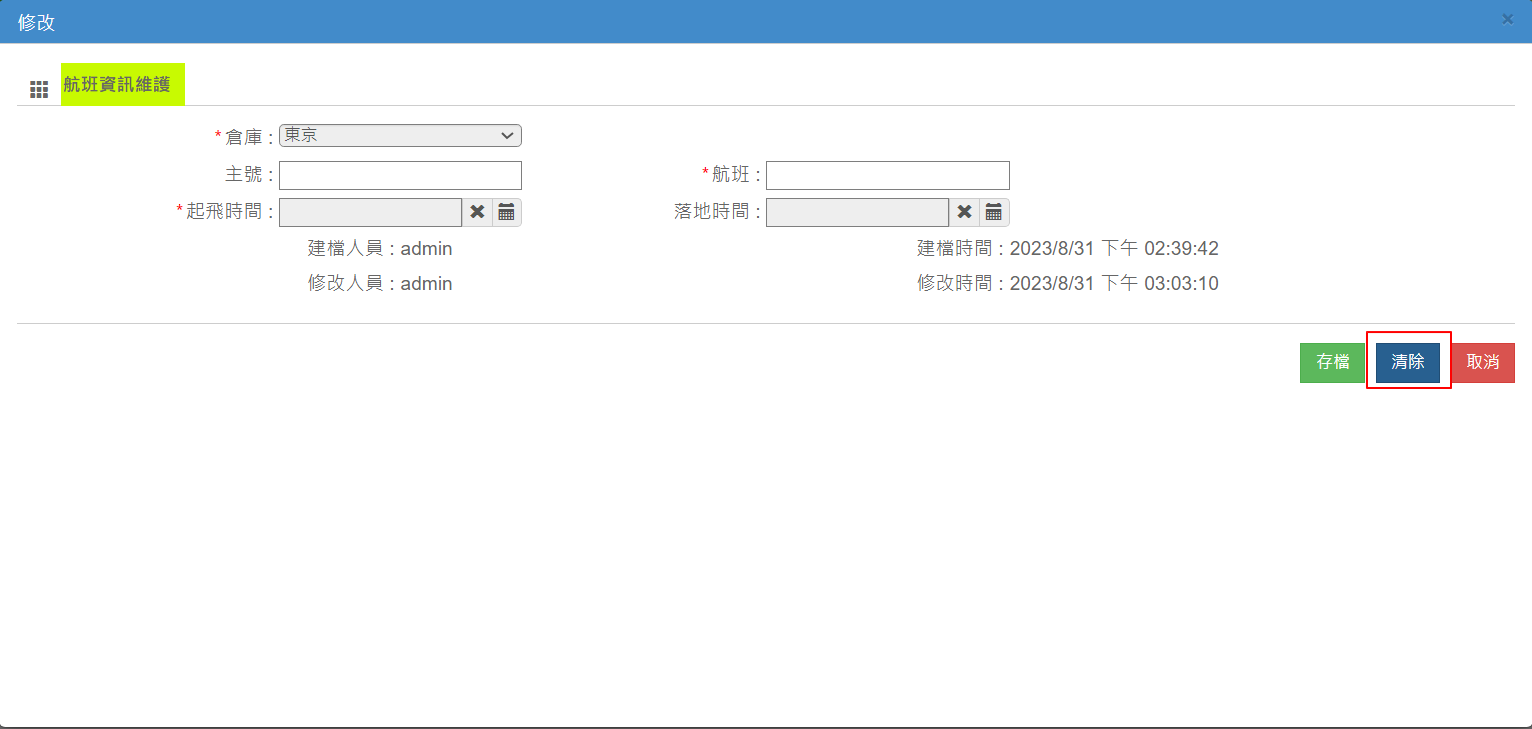 修改
航班資訊維護
*倉庫 : 東京
主號 : *航班 :
*起飛時間 : 落地時間 :
建檔人員 : admin 建檔時間 : 2023/8/31 下午 02:39:42
修改人員 : admin 修改時間 : 2023/8/31 下午 03:03:10
存檔 清除 取消